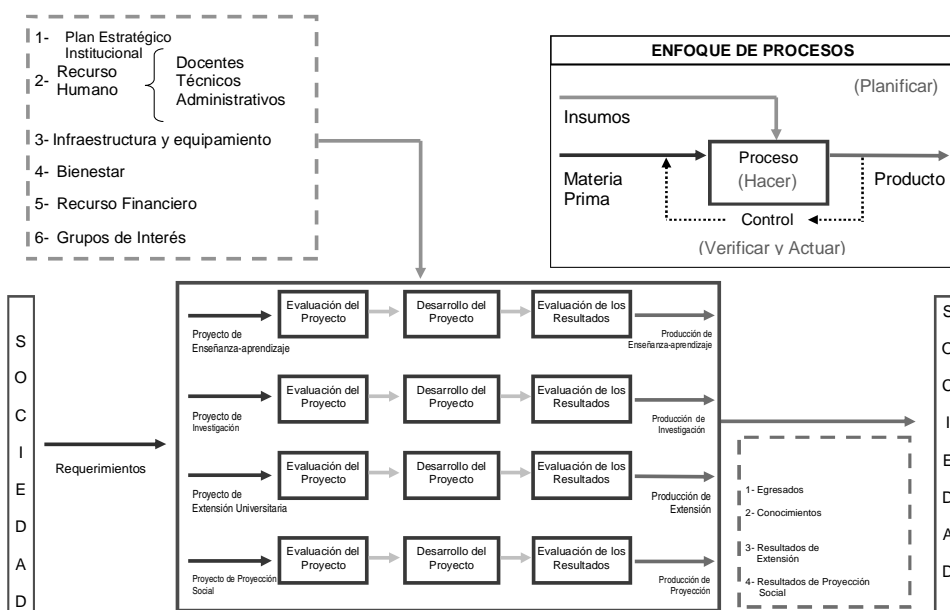 1- Plan Estratégico
Institucional
2- Recurso
Humano
Docentes
Técnicos
Administrativos
3- Infraestructura y equipamiento
4- Bienestar
5- Recurso Financiero
6- Grupos de Interés
ENFOQUE DE PROCESOS
(Planificar)
Insumos
Materia
Prima
Proceso
(Hacer)
Producto
Control
(Verificar y Actuar)
S
O
C
I
E
D
A
D
Requerimientos
Proyecto de
Enseñanza-aprendizaje
Evaluación del
Proyecto
Desarrollo del
Proyecto
Evaluación de los
Resultados
Producción de
Enseñanza-aprendizaje
Proyecto de
Investigación
Evaluación del
Proyecto
Desarrollo del
Proyecto
Evaluación de los
Resultados
Producción de
Investigación
Proyecto de
Extensión Universitaria
Evaluación del
Proyecto
Desarrollo del
Proyecto
Evaluación de los
Resultados
Producción de
Extensión
Proyecto de Proyección
Social
Evaluación del
Proyecto
Desarrollo del
Proyecto
Evaluación de los
Resultados
Producción de
Proyección
1- Egresados
2- Conocimientos
3- Resultados de
Extensión
4- Resultados de Proyección
Social
S
O
C
I
E
D
A
D